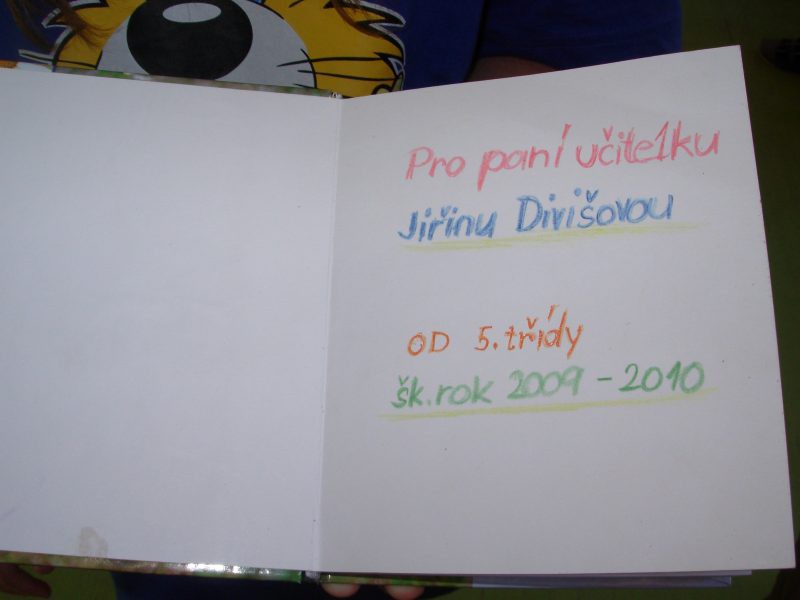 Pro paní učitelku
Jiřinu Divišovou
OD 5. třídy
šk. rok 2009 - 2010